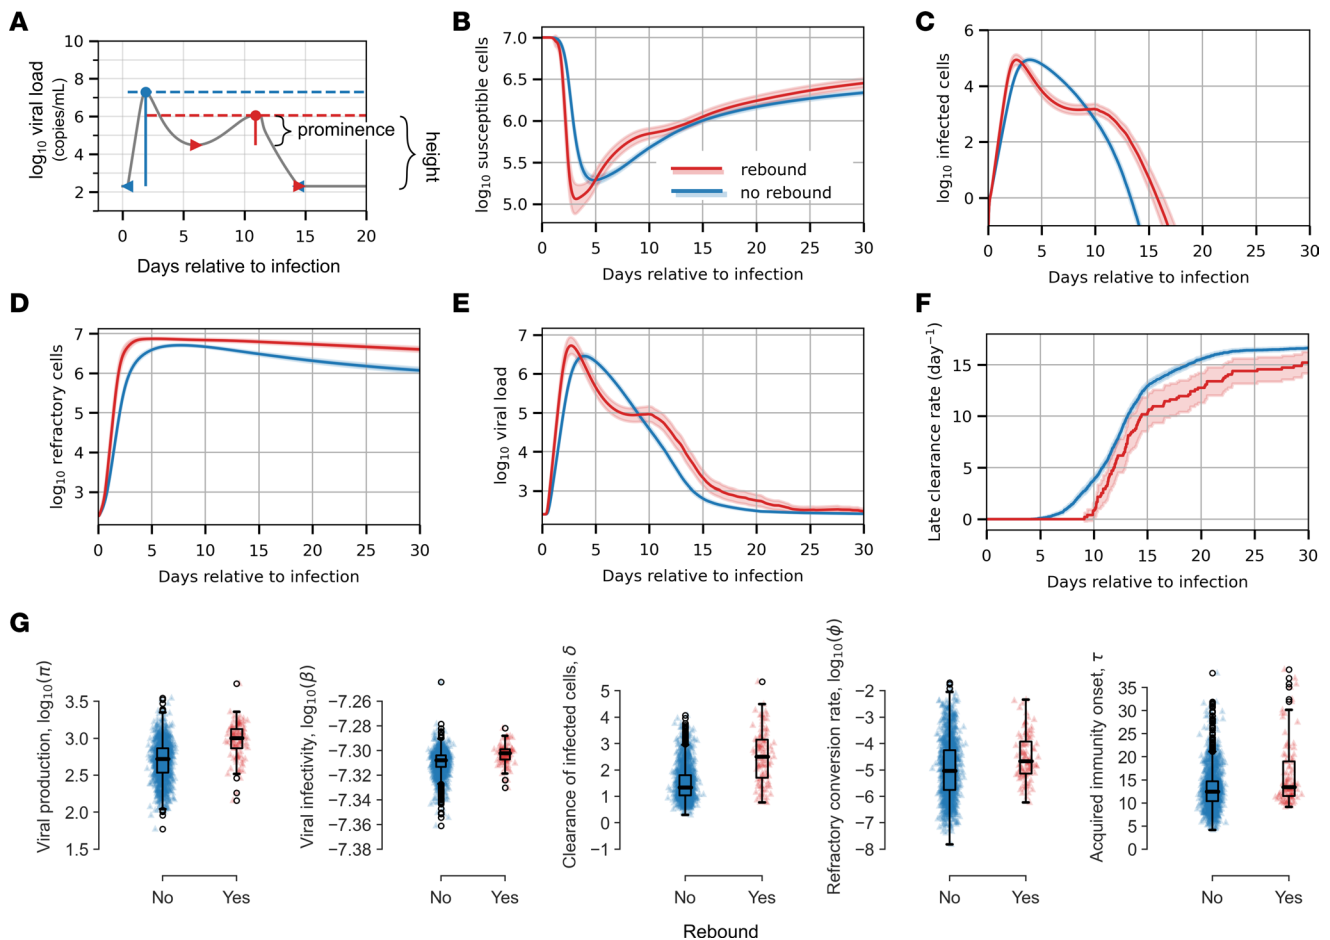 A
log₁₀ viral load
(copies/mL)
10
8
6
4
2
0
5
10
15
20
Days relative to infection
prominence
height
B
log₁₀ susceptible cells
7.0
6.5
6.0
5.5
5.0
0
5
10
15
20
25
30
Days relative to infection
rebound
no rebound
C
log₁₀ infected cells
6
4
2
0
0
5
10
15
20
25
30
Days relative to infection
D
log₁₀ refractory cells
7
6
5
4
3
0
5
10
15
20
25
30
Days relative to infection
E
log₁₀ viral load
7
6
5
4
3
0
5
10
15
20
25
30
Days relative to infection
F
Late clearance rate (day⁻¹)
15
10
5
0
0
5
10
15
20
25
30
Days relative to infection
G
Viral production, log₁₀(π)
3.5
3.0
2.5
2.0
1.5
No
Yes
Viral infectivity, log₁₀(β)
−7.26
−7.28
−7.30
−7.32
−7.34
−7.36
−7.38
No
Yes
Clearance of infected cells, δ
5
4
3
2
1
0
−1
No
Yes
Refractory conversion rate, log₁₀(ϕ)
−2
−3
−4
−5
−6
−7
−8
No
Yes
Acquired immunity onset, τ
35
30
25
20
15
10
5
0
No
Yes
Rebound